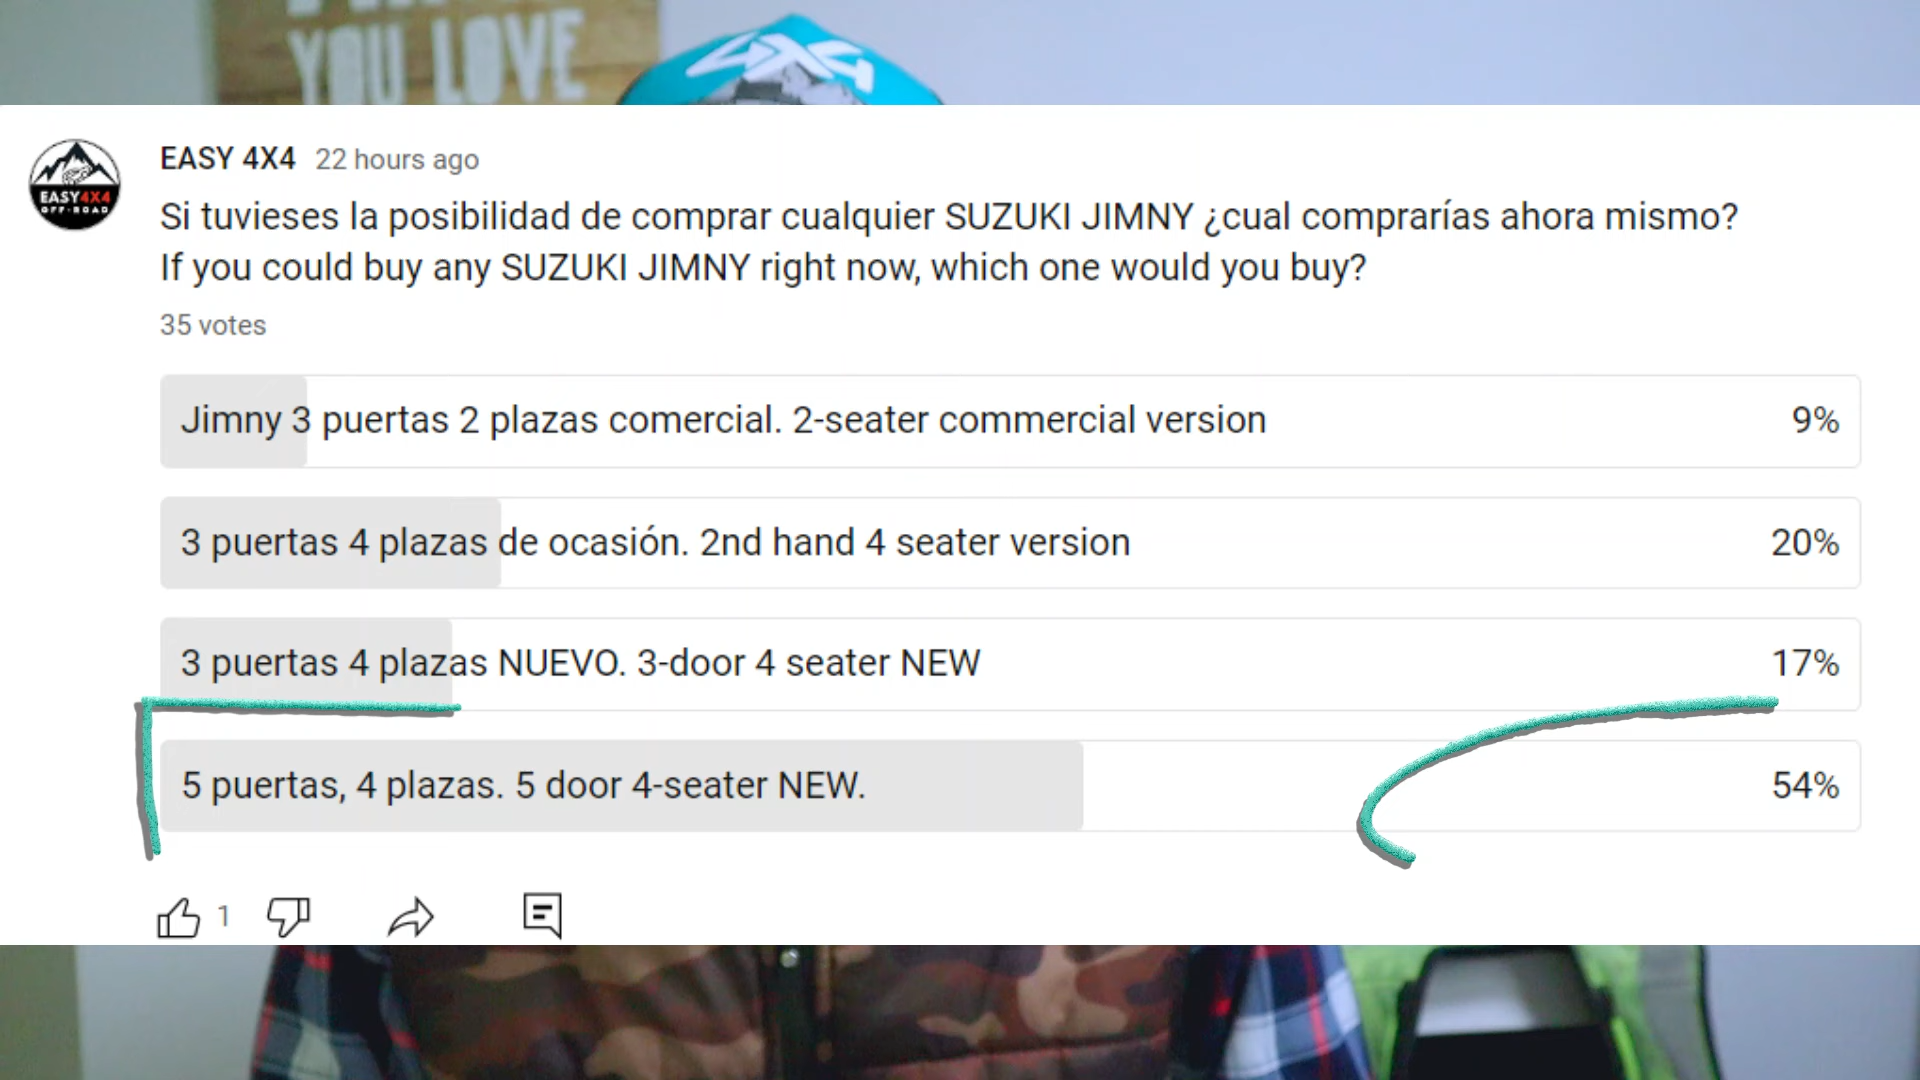 YOU LOVE
4X4
EASY 4X4 22 hours ago
EASY4X4
OFF-ROAD
Si tuvieses la posibilidad de comprar cualquier SUZUKI JIMNY ¿cual comprarías ahora mismo?
If you could buy any SUZUKI JIMNY right now, which one would you buy?
35 votes
Jimny 3 puertas 2 plazas comercial. 2-seater commercial version 9%
3 puertas 4 plazas de ocasión. 2nd hand 4 seater version 20%
3 puertas 4 plazas NUEVO. 3-door 4 seater NEW 17%
5 puertas, 4 plazas. 5 door 4-seater NEW. 54%
1